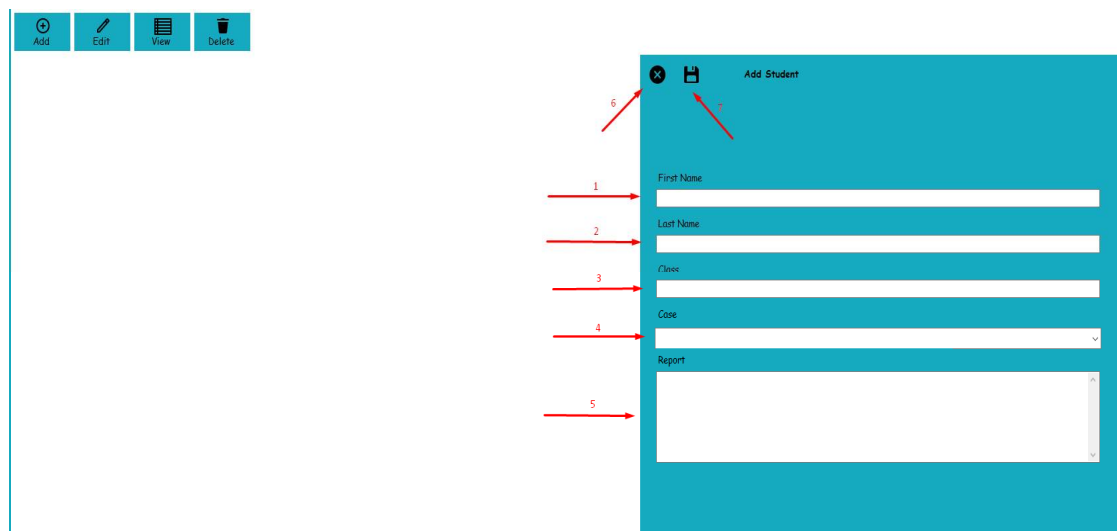 Add Edit View Delete
Add Student
6
7
First Name
1
Last Name
2
Class
3
Case
4
Report
5